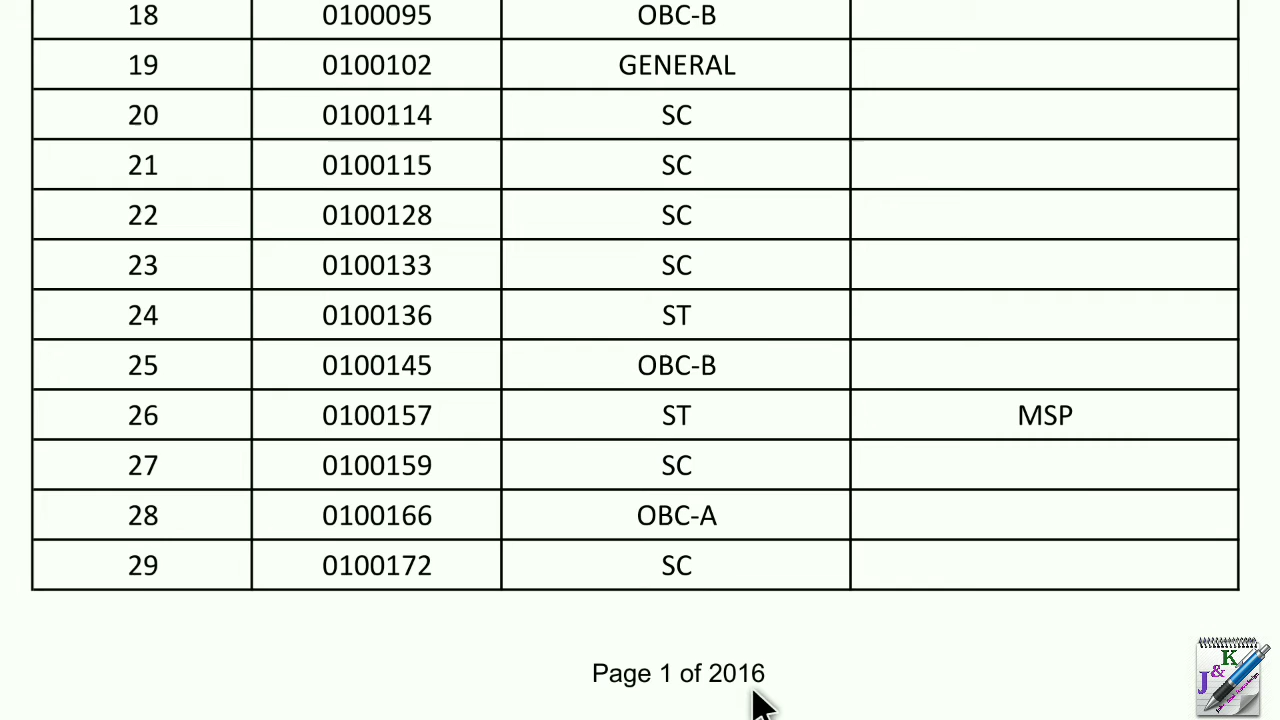 18 0100095 OBC-B
19 0100102 GENERAL
20 0100114 SC
21 0100115 SC
22 0100128 SC
23 0100133 SC
24 0100136 ST
25 0100145 OBC-B
26 0100157 ST MSP
27 0100159 SC
28 0100166 OBC-A
29 0100172 SC
Page 1 of 2016
J&K